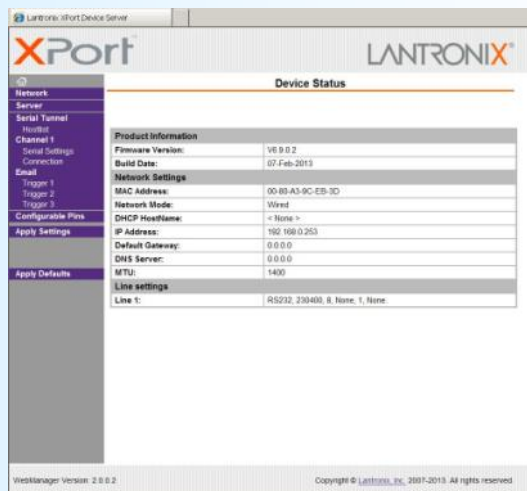 Lantronix XPort Device Server
XPort®
LANTRONIX®
Device Status
Network
Server
Serial Tunnel
Hostlist
Channel 1
Serial Settings
Connection
Email
Trigger 1
Trigger 2
Trigger 3
Configurable Pins
Apply Settings
Apply Defaults
Product Information
Firmware Version: V6.9.0.2
Build Date: 07-Feb-2013
Network Settings
MAC Address: 00-80-A3-9C-EB-3D
Network Mode: Wired
DHCP HostName: < None >
IP Address: 192.168.0.253
Default Gateway: 0.0.0.0
DNS Server: 0.0.0.0
MTU: 1400
Line settings
Line 1: RS232, 230400, 8, None, 1, None.
WebManager Version: 2.0.0.2
Copyright © Lantronix, Inc. 2007-2013. All rights reserved.